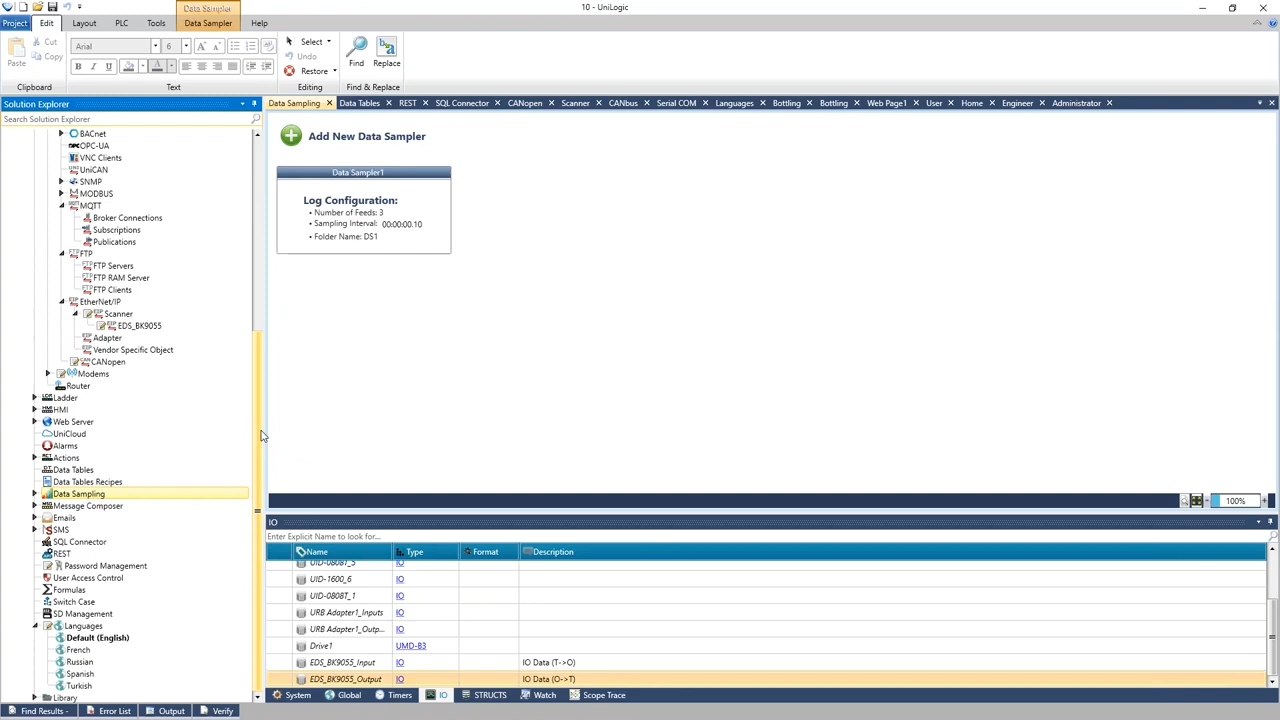 Data Sampler
10 - UniLogic
Project Edit Layout PLC Tools Data Sampler Help
Paste Cut Copy
Arial 6
Select
Undo
Restore
Find Replace
Clipboard Text Editing Find & Replace
Solution Explorer
Search Solution Explorer
BACnet
OPC-UA
VNC Clients
UniCAN
SNMP
MODBUS
MQTT
Broker Connections
Subscriptions
Publications
FTP
FTP Servers
FTP RAM Server
FTP Clients
EtherNet/IP
Scanner
EDS_BK9055
Adapter
Vendor Specific Object
CANopen
Modems
Router
Ladder
HMI
Web Server
UniCloud
Alarms
Actions
Data Tables
Data Tables Recipes
Data Sampling
Message Composer
Emails
SMS
SQL Connector
REST
Password Management
User Access Control
Formulas
Switch Case
SD Management
Languages
Default (English)
French
Russian
Spanish
Turkish
Library
Data Sampling Data Tables REST SQL Connector CANopen Scanner CANbus Serial COM Languages Bottling Bottling Web Page1 User Home Engineer Administrator
Add New Data Sampler
Data Sampler1
Log Configuration:
• Number of Feeds: 3
• Sampling Interval: 00:00:00.10
• Folder Name: DS1
100%
IO
Enter Explicit Name to look for...
Name Type Format Description
UID-0808T_5 IO
UID-1600_6 IO
UID-0808T_1 IO
URB Adapter1_Inputs IO
URB Adapter1_Outp... IO
Drive1 UMD-B3
EDS_BK9055_Input IO IO Data (T->O)
EDS_BK9055_Output IO IO Data (O->T)
System Global Timers IO STRUCTS Watch Scope Trace
Find Results - Error List Output Verify